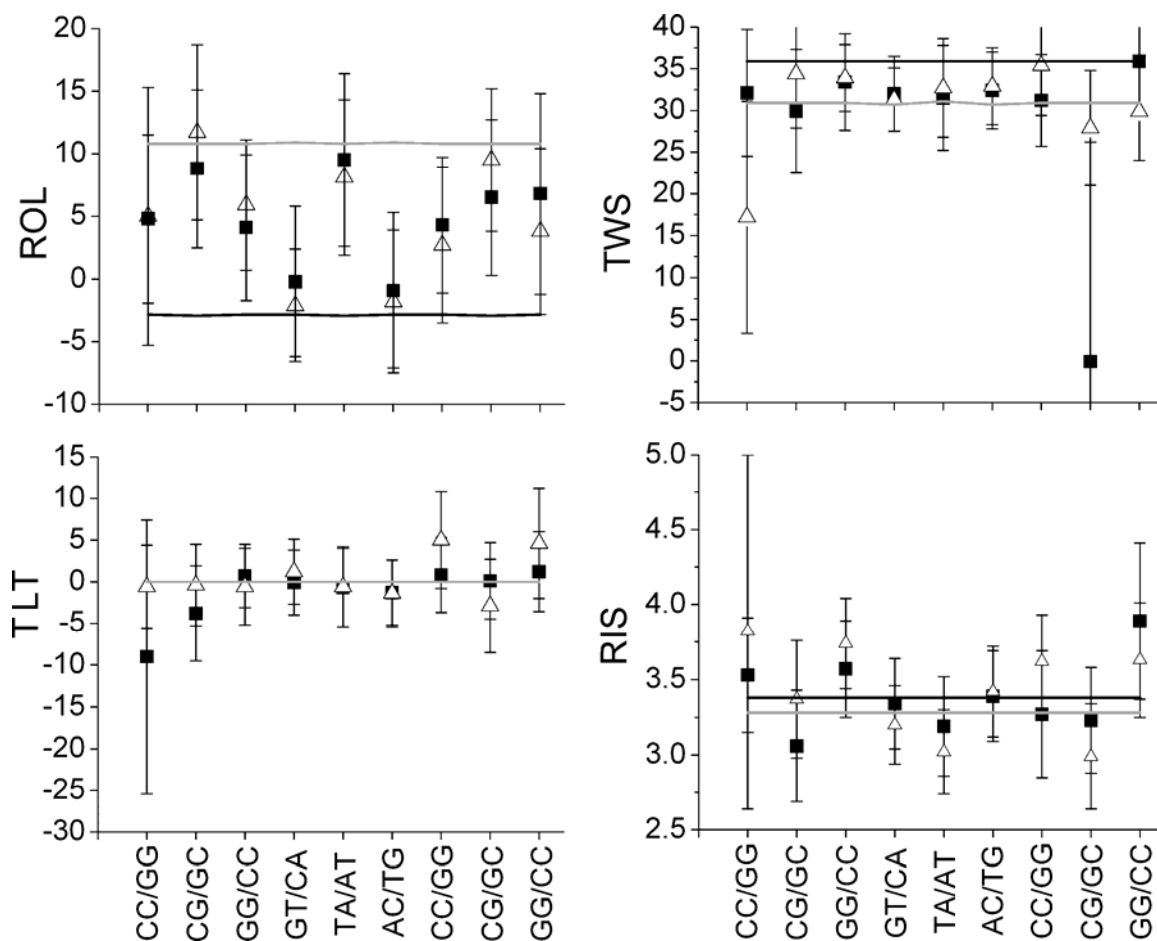 20
15
10
5
0
-5
-10
ROL
40
35
30
25
20
15
10
5
0
-5
TWS
15
10
5
0
-5
-10
-15
-20
-25
-30
TLT
5.0
4.5
4.0
3.5
3.0
2.5
RIS
CC/GG
CG/GC
GG/CC
GT/CA
TA/AT
AC/TG
CC/GG
CG/GC
GG/CC
CC/GG
CG/GC
GG/CC
GT/CA
TA/AT
AC/TG
CC/GG
CG/GC
GG/CC